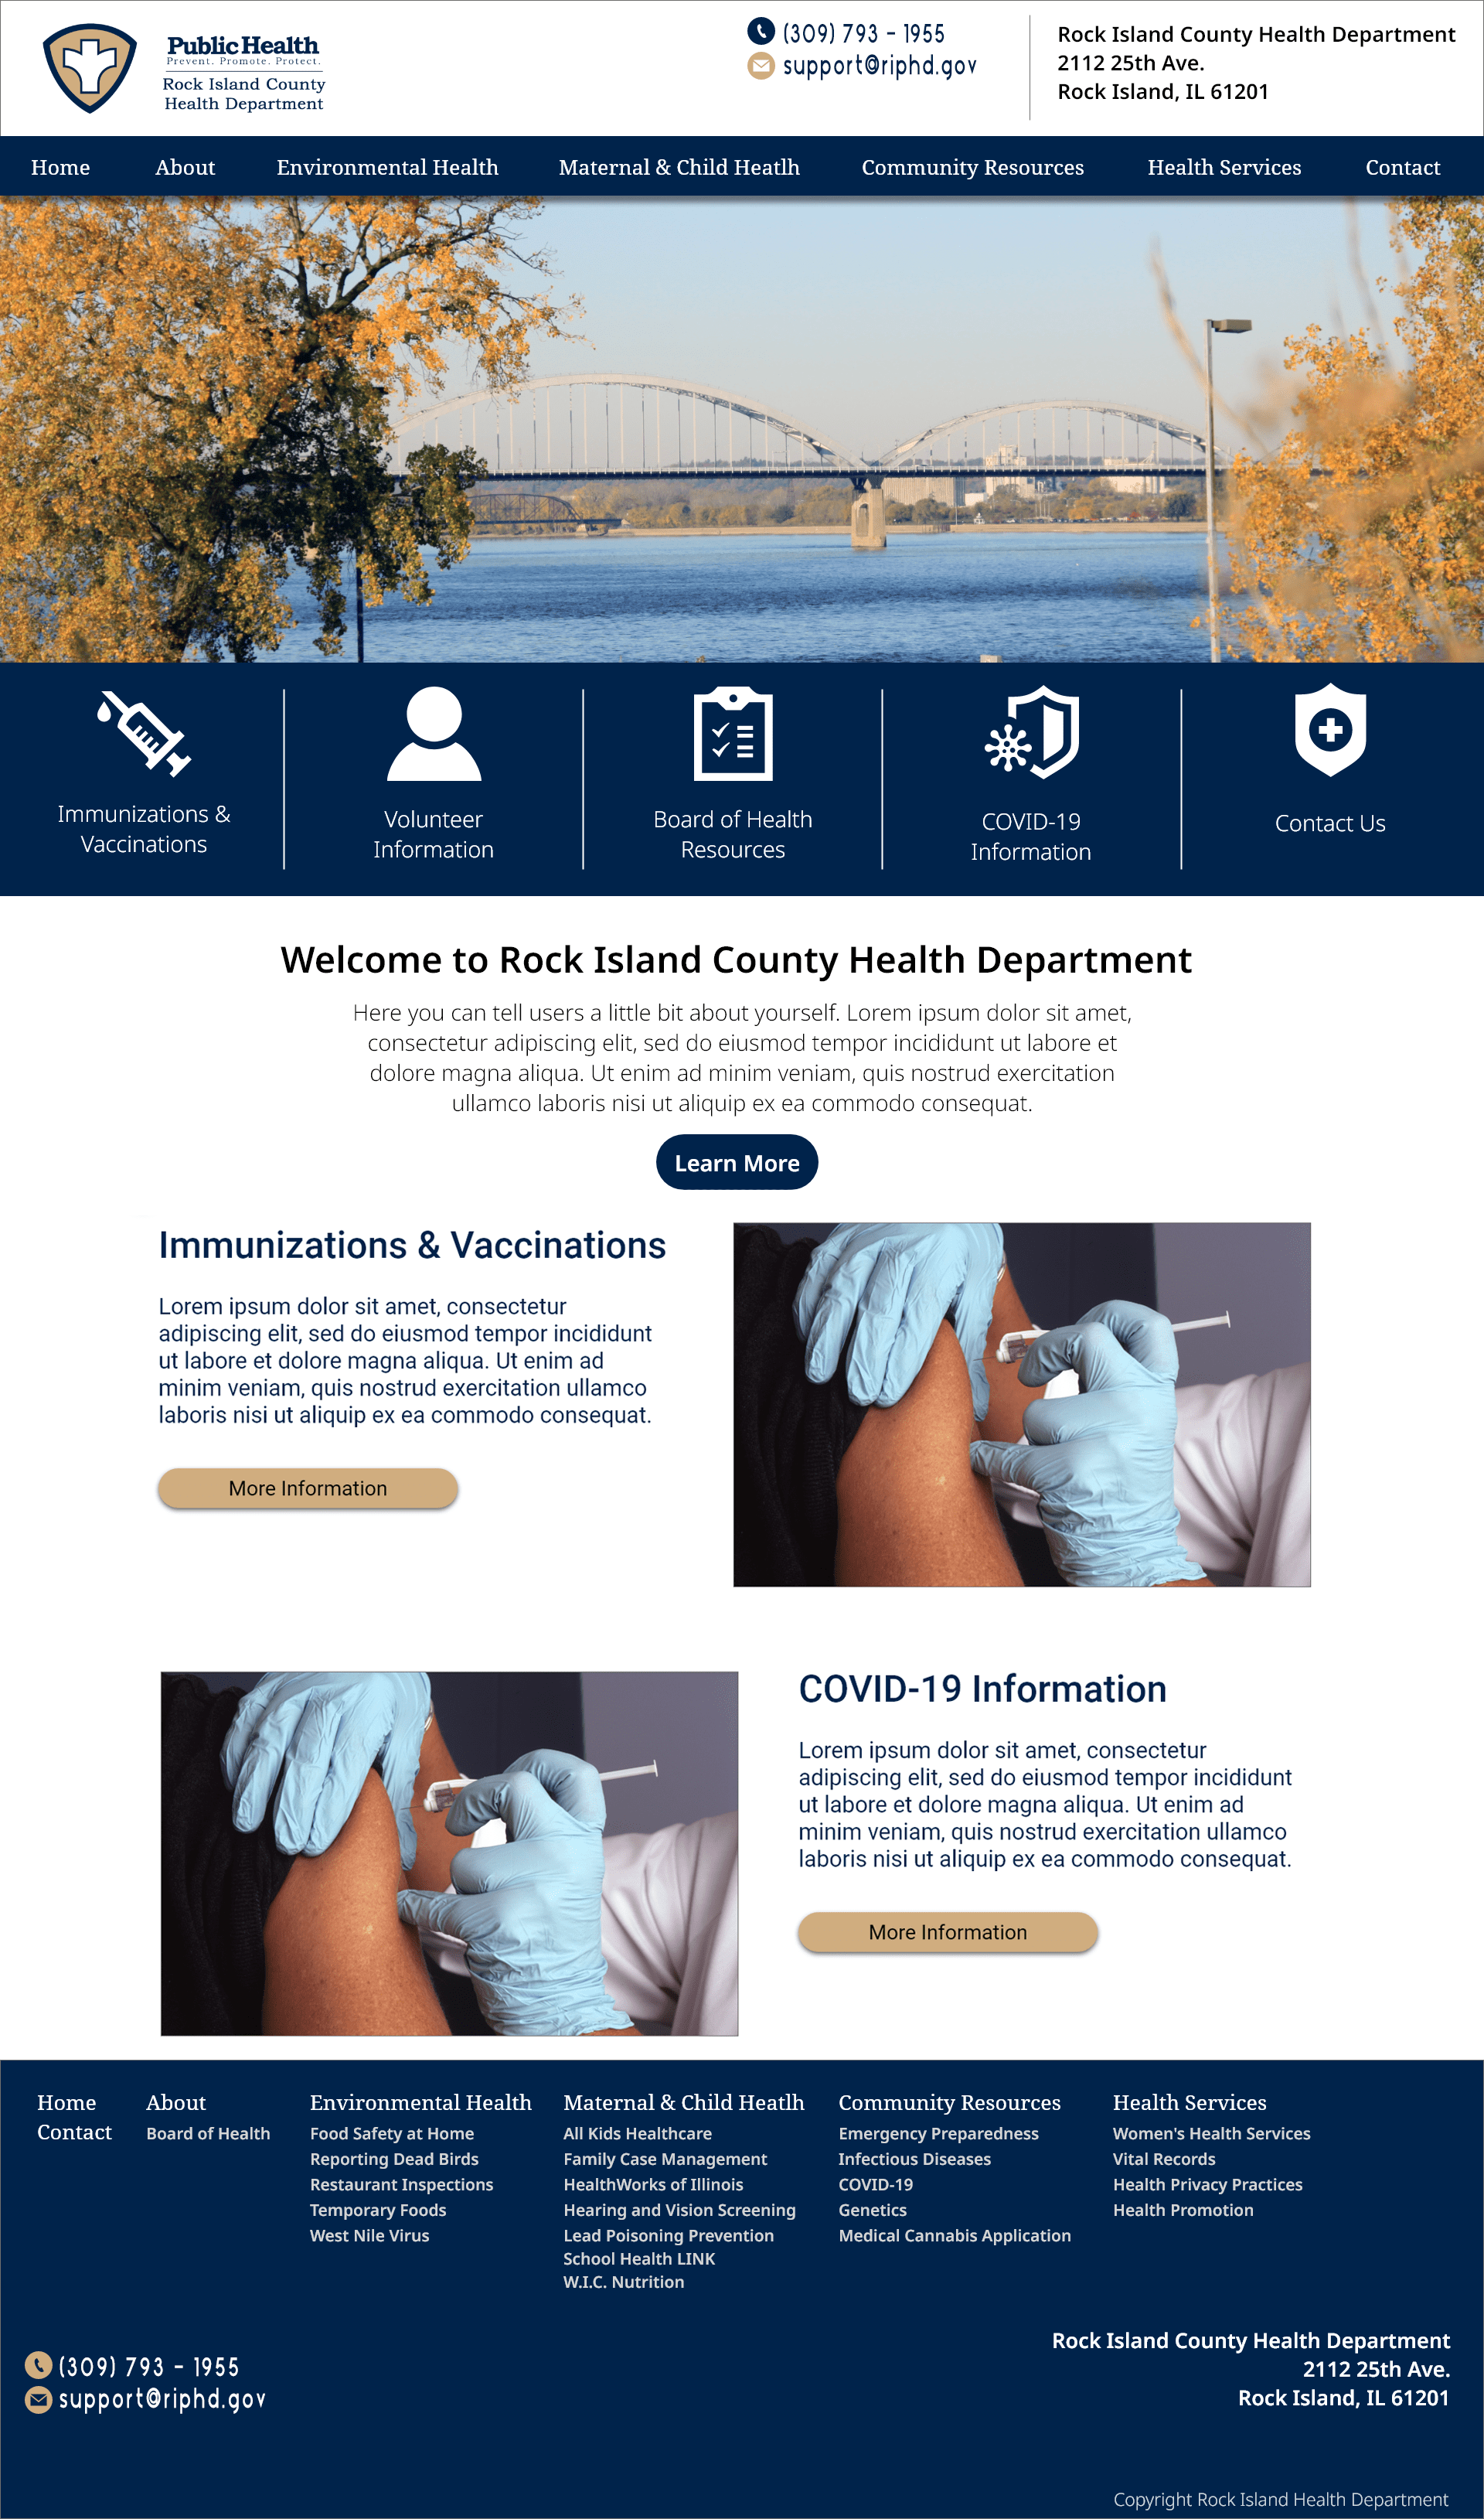 Public Health
Prevent. Promote. Protect.
Rock Island County
Health Department
(309) 793 - 1955
support@riphd.gov
Rock Island County Health Department
2112 25th Ave.
Rock Island, IL 61201
Home About Environmental Health Maternal & Child Heatlh Community Resources Health Services Contact
Immunizations &
Vaccinations
Volunteer
Information
Board of Health
Resources
COVID-19
Information
Contact Us
Welcome to Rock Island County Health Department
Here you can tell users a little bit about yourself. Lorem ipsum dolor sit amet,
consectetur adipiscing elit, sed do eiusmod tempor incididunt ut labore et
dolore magna aliqua. Ut enim ad minim veniam, quis nostrud exercitation
ullamco laboris nisi ut aliquip ex ea commodo consequat.
Learn More
Immunizations & Vaccinations
Lorem ipsum dolor sit amet, consectetur
adipiscing elit, sed do eiusmod tempor incididunt
ut labore et dolore magna aliqua. Ut enim ad
minim veniam, quis nostrud exercitation ullamco
laboris nisi ut aliquip ex ea commodo consequat.
More Information
COVID-19 Information
Lorem ipsum dolor sit amet, consectetur
adipiscing elit, sed do eiusmod tempor incididunt
ut labore et dolore magna aliqua. Ut enim ad
minim veniam, quis nostrud exercitation ullamco
laboris nisi ut aliquip ex ea commodo consequat.
More Information
Home
Contact
About
Board of Health
Environmental Health
Food Safety at Home
Reporting Dead Birds
Restaurant Inspections
Temporary Foods
West Nile Virus
Maternal & Child Heatlh
All Kids Healthcare
Family Case Management
HealthWorks of Illinois
Hearing and Vision Screening
Lead Poisoning Prevention
School Health LINK
W.I.C. Nutrition
Community Resources
Emergency Preparedness
Infectious Diseases
COVID-19
Genetics
Medical Cannabis Application
Health Services
Women's Health Services
Vital Records
Health Privacy Practices
Health Promotion
(309) 793 - 1955
support@riphd.gov
Rock Island County Health Department
2112 25th Ave.
Rock Island, IL 61201
Copyright Rock Island Health Department